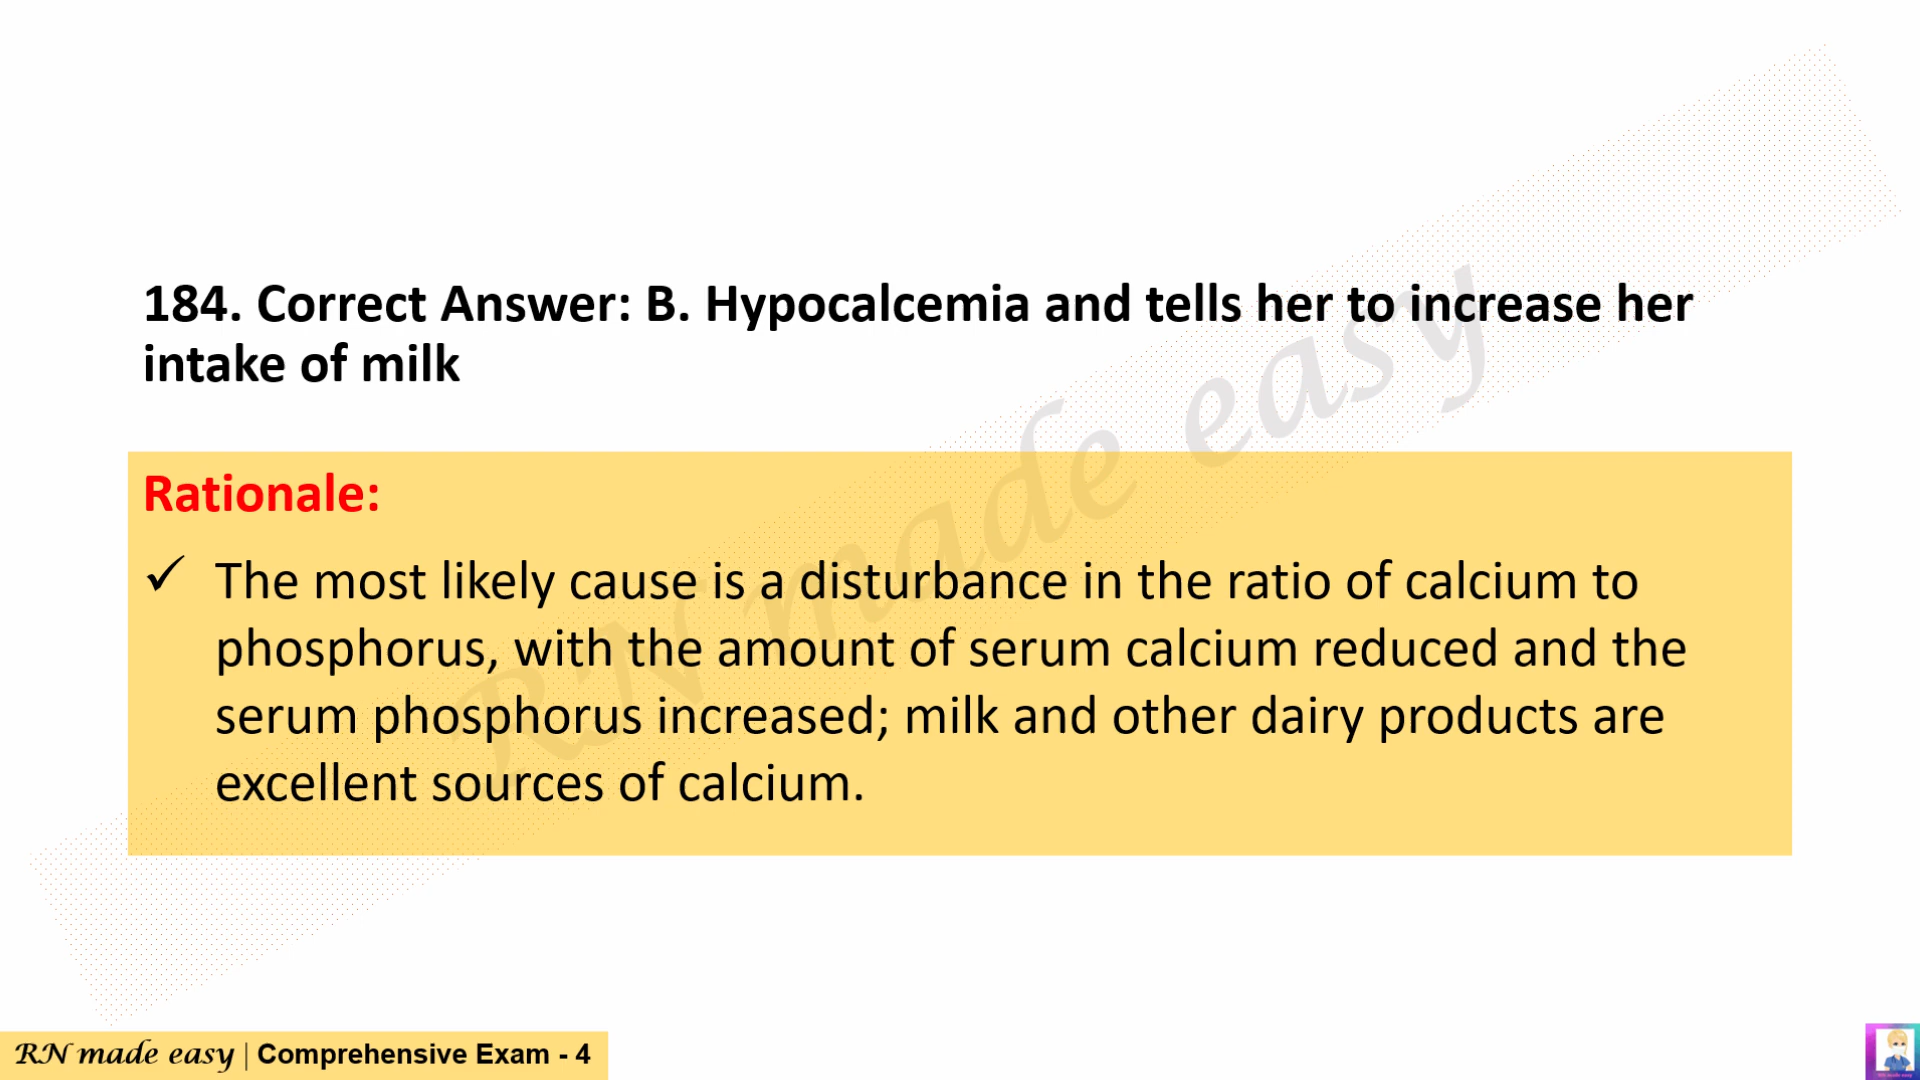 184. Correct Answer: B. Hypocalcemia and tells her to increase her
intake of milk
Rationale:
✓ The most likely cause is a disturbance in the ratio of calcium to
phosphorus, with the amount of serum calcium reduced and the
serum phosphorus increased; milk and other dairy products are
excellent sources of calcium.
RN made easy
RN made easy | Comprehensive Exam - 4